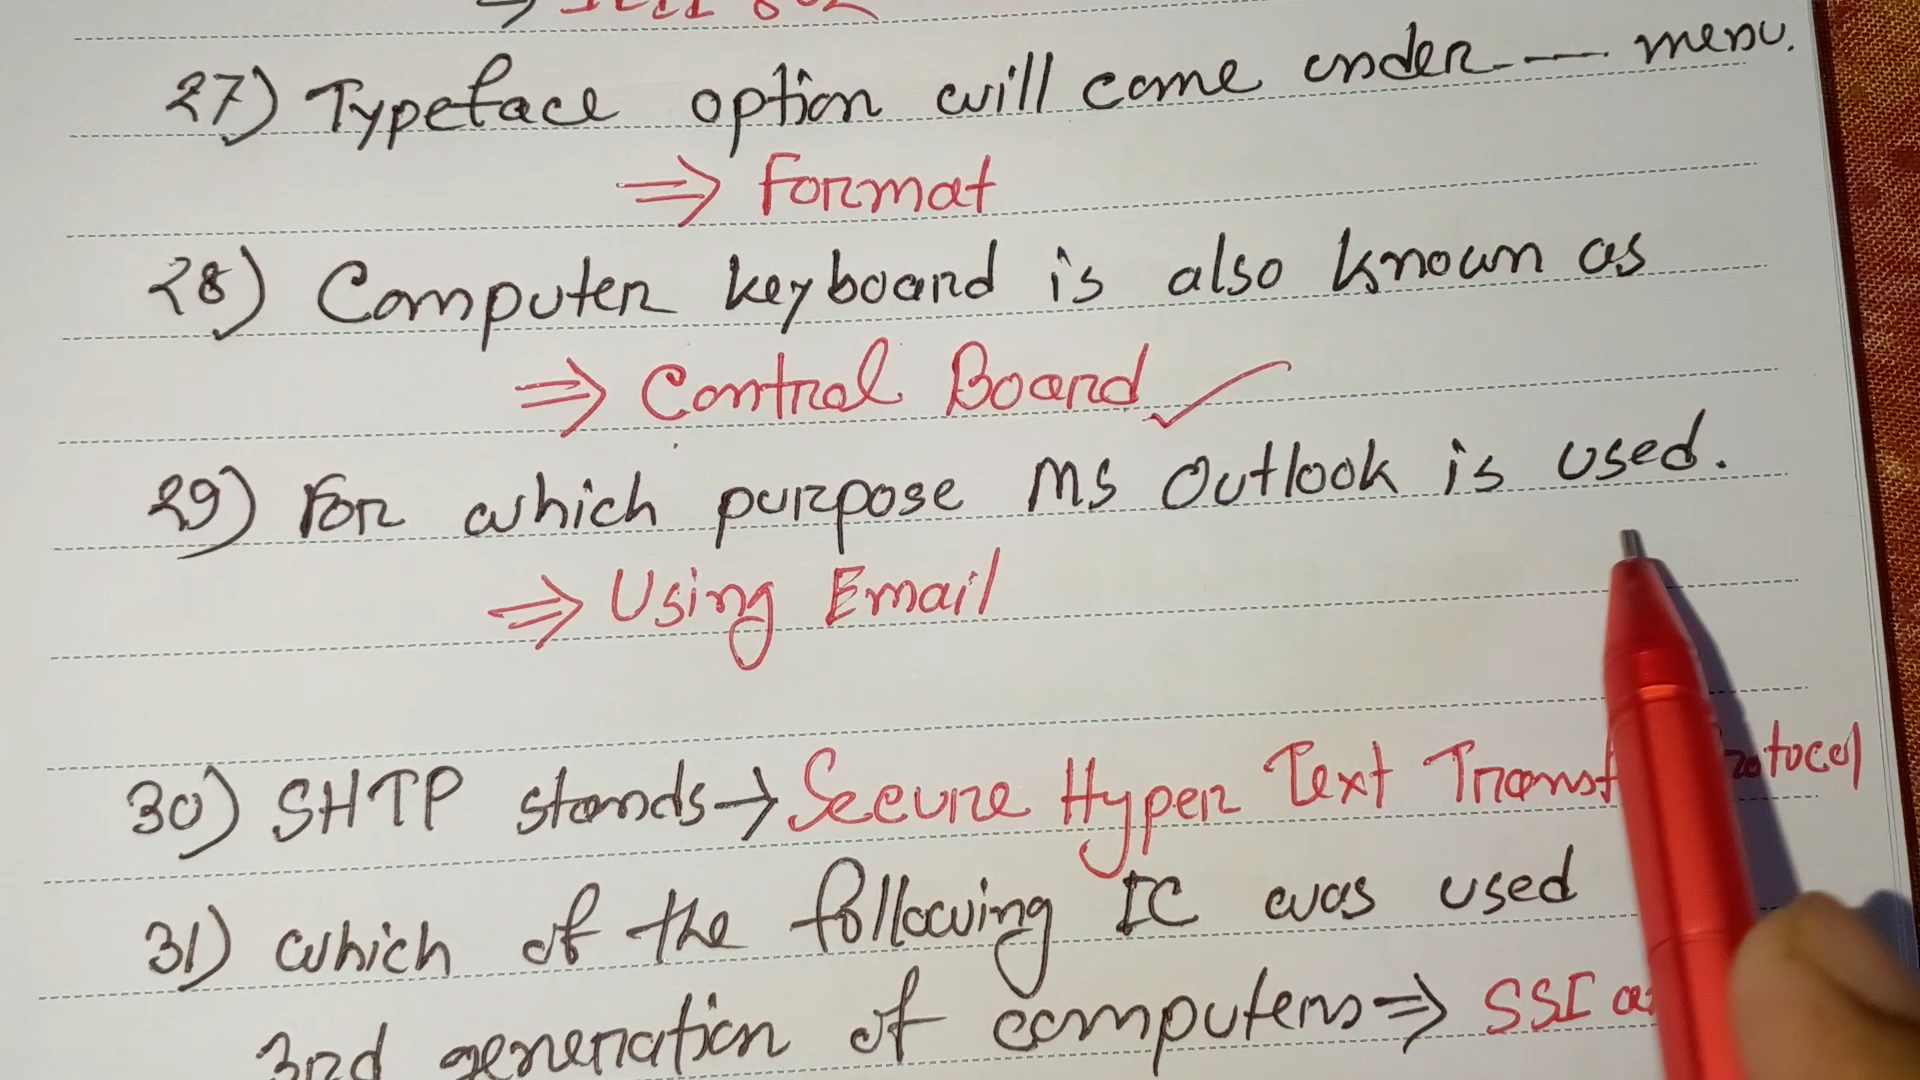 27) Typeface option will come under --- menu.
⇒ Format
28) Computer keyboard is also known as
⇒ Control Board ✓
29) For which purpose MS Outlook is used.
⇒ Using Email
30) SHTP stands → Secure Hyper Text Transf otocol
31) which of the following IC was used
3rd generation of computers ⇒ SSI